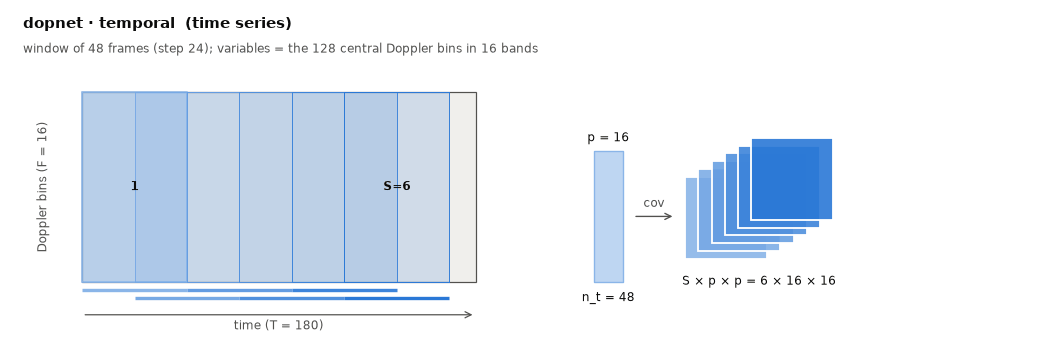 dopnet · temporal  (time series)
window of 48 frames (step 24); variables = the 128 central Doppler bins in 16 bands
Doppler bins (F = 16)
1
S=6
time (T = 180)
p = 16
n_t = 48
cov
S × p × p = 6 × 16 × 16